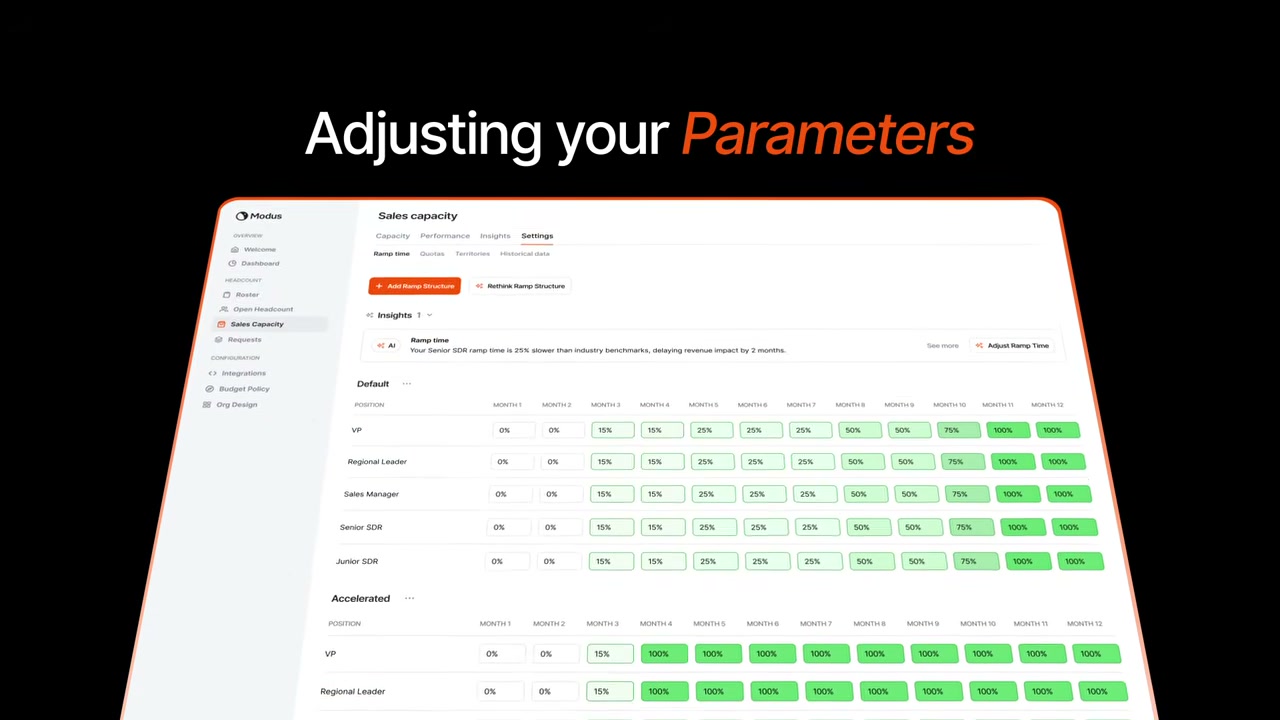 Adjusting your Parameters
Modus
OVERVIEW
Welcome
Dashboard
HEADCOUNT
Roster
Open Headcount
Sales Capacity
Requests
CONFIGURATION
Integrations
Budget Policy
Org Design
Sales capacity
Capacity Performance Insights Settings
Ramp time Quotas Territories Historical data
+ Add Ramp Structure Rethink Ramp Structure
Insights 1
AI Ramp time See more Adjust Ramp Time
Your Senior SDR ramp time is 25% slower than industry benchmarks, delaying revenue impact by 2 months.
Default ...
POSITION MONTH 1 MONTH 2 MONTH 3 MONTH 4 MONTH 5 MONTH 6 MONTH 7 MONTH 8 MONTH 9 MONTH 10 MONTH 11 MONTH 12
VP 0% 0% 15% 15% 25% 25% 25% 50% 50% 75% 100% 100%
Regional Leader 0% 0% 15% 15% 25% 25% 25% 50% 50% 75% 100% 100%
Sales Manager 0% 0% 15% 15% 25% 25% 25% 50% 50% 75% 100% 100%
Senior SDR 0% 0% 15% 15% 25% 25% 25% 50% 50% 75% 100% 100%
Junior SDR 0% 0% 15% 15% 25% 25% 25% 50% 50% 75% 100% 100%
Accelerated ...
POSITION MONTH 1 MONTH 2 MONTH 3 MONTH 4 MONTH 5 MONTH 6 MONTH 7 MONTH 8 MONTH 9 MONTH 10 MONTH 11 MONTH 12
VP 0% 0% 15% 100% 100% 100% 100% 100% 100% 100% 100% 100%
Regional Leader 0% 0% 15% 100% 100% 100% 100% 100% 100% 100% 100% 100%